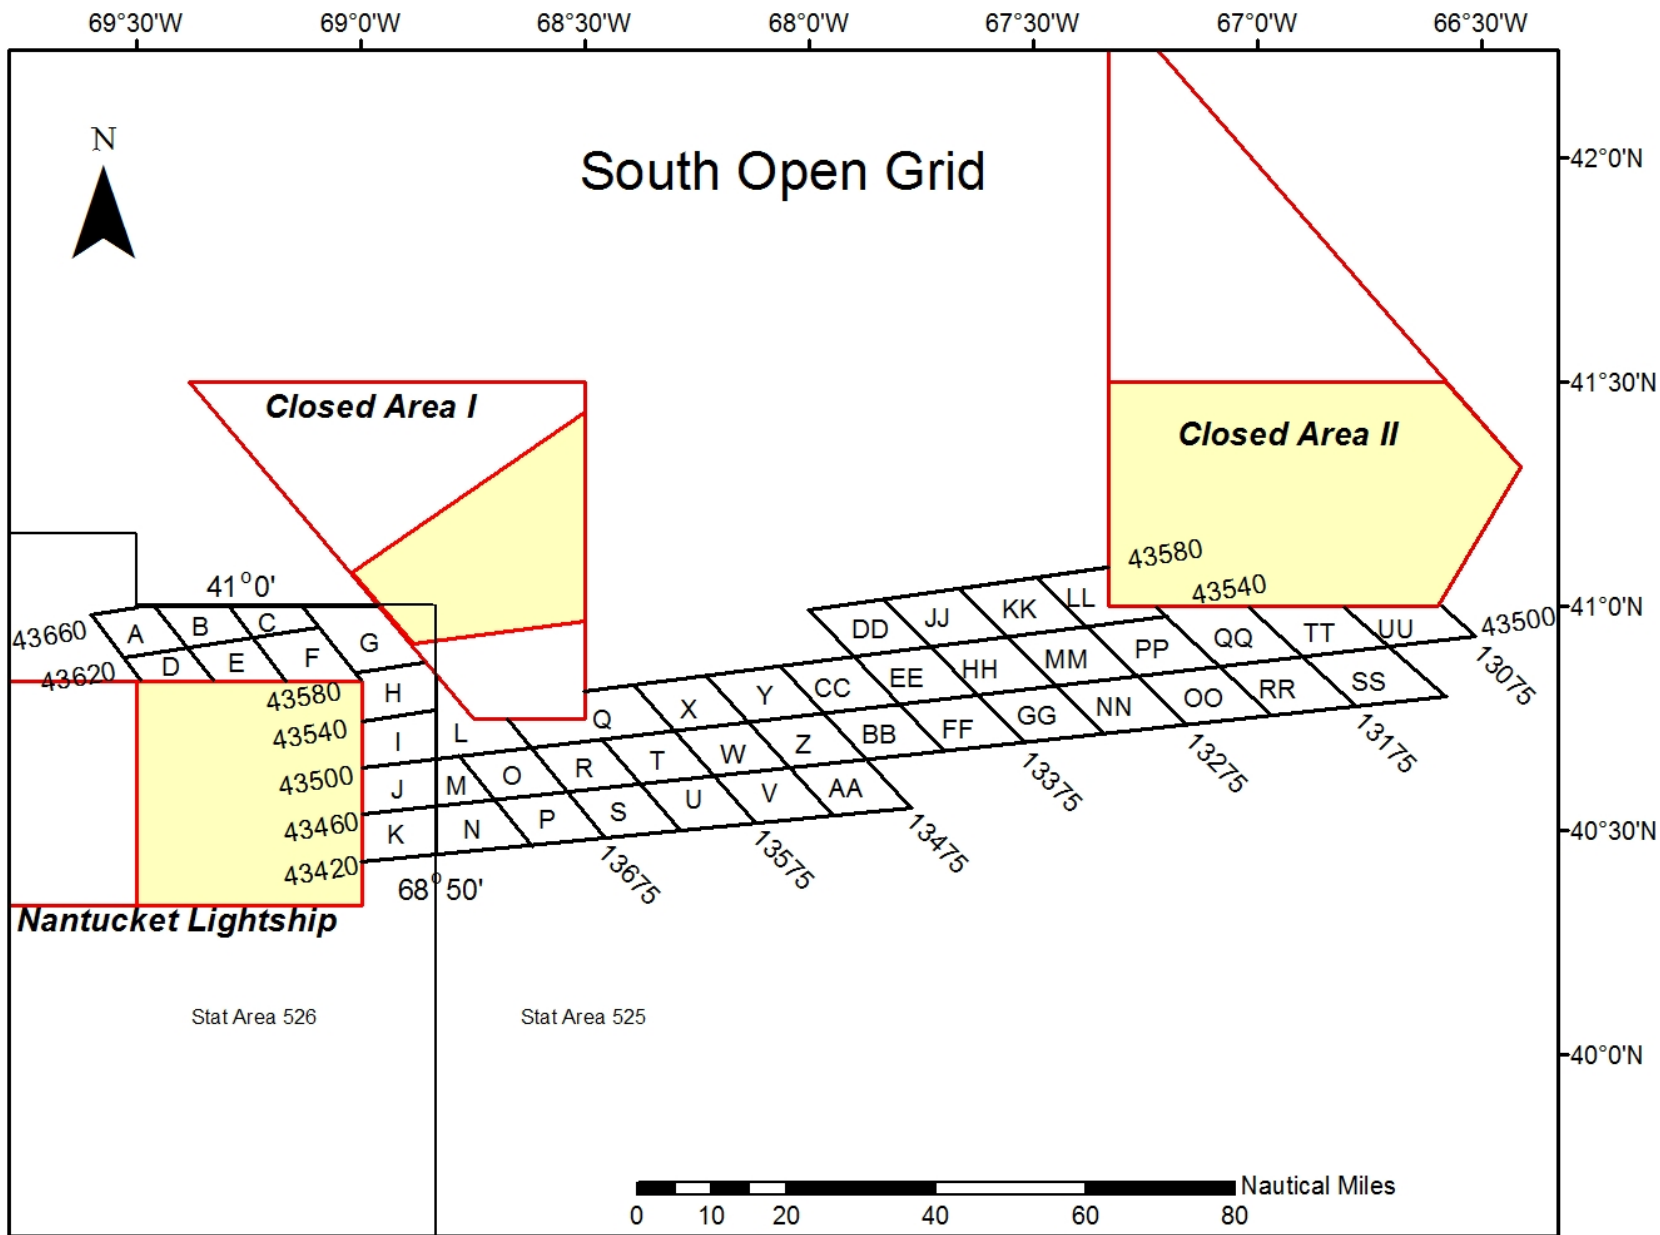 69°30'W 69°0'W 68°30'W 68°0'W 67°30'W 67°0'W 66°30'W
N
South Open Grid
42°0'N
Closed Area I
41°30'N
Closed Area II
43580
41°0'
43540
41°0'N
43660
A B C G
DD JJ KK LL
QQ TT UU
43500
43620
D E F
EE HH MM PP
13075
43580
H
Q X Y CC
OO RR SS
43540
I L
BB FF GG NN
13175
43500
J M O R T W Z
13275
43460
K N P S U V AA
13375
40°30'N
43420
68°50'
13675
13575
13475
Nantucket Lightship
Stat Area 526
Stat Area 525
40°0'N
Nautical Miles
0 10 20 40 60 80